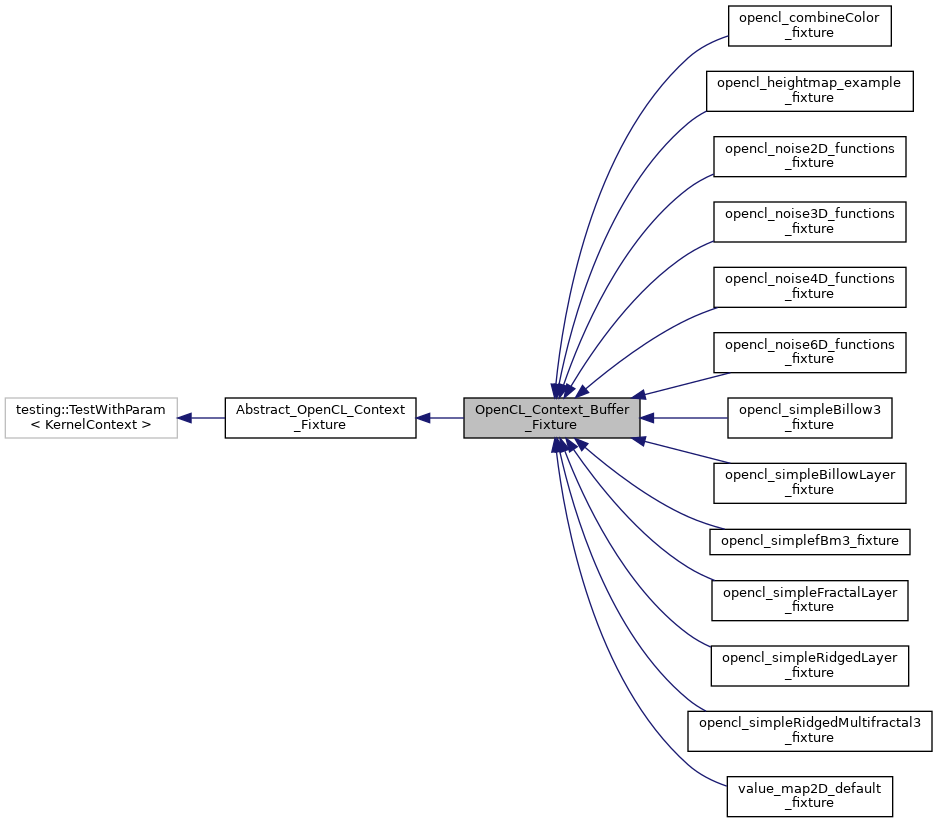 testing::TestWithParam
< KernelContext >
Abstract_OpenCL_Context
_Fixture
OpenCL_Context_Buffer
_Fixture
opencl_combineColor
_fixture
opencl_heightmap_example
_fixture
opencl_noise2D_functions
_fixture
opencl_noise3D_functions
_fixture
opencl_noise4D_functions
_fixture
opencl_noise6D_functions
_fixture
opencl_simpleBillow3
_fixture
opencl_simpleBillowLayer
_fixture
opencl_simplefBm3_fixture
opencl_simpleFractalLayer
_fixture
opencl_simpleRidgedLayer
_fixture
opencl_simpleRidgedMultifractal3
_fixture
value_map2D_default
_fixture